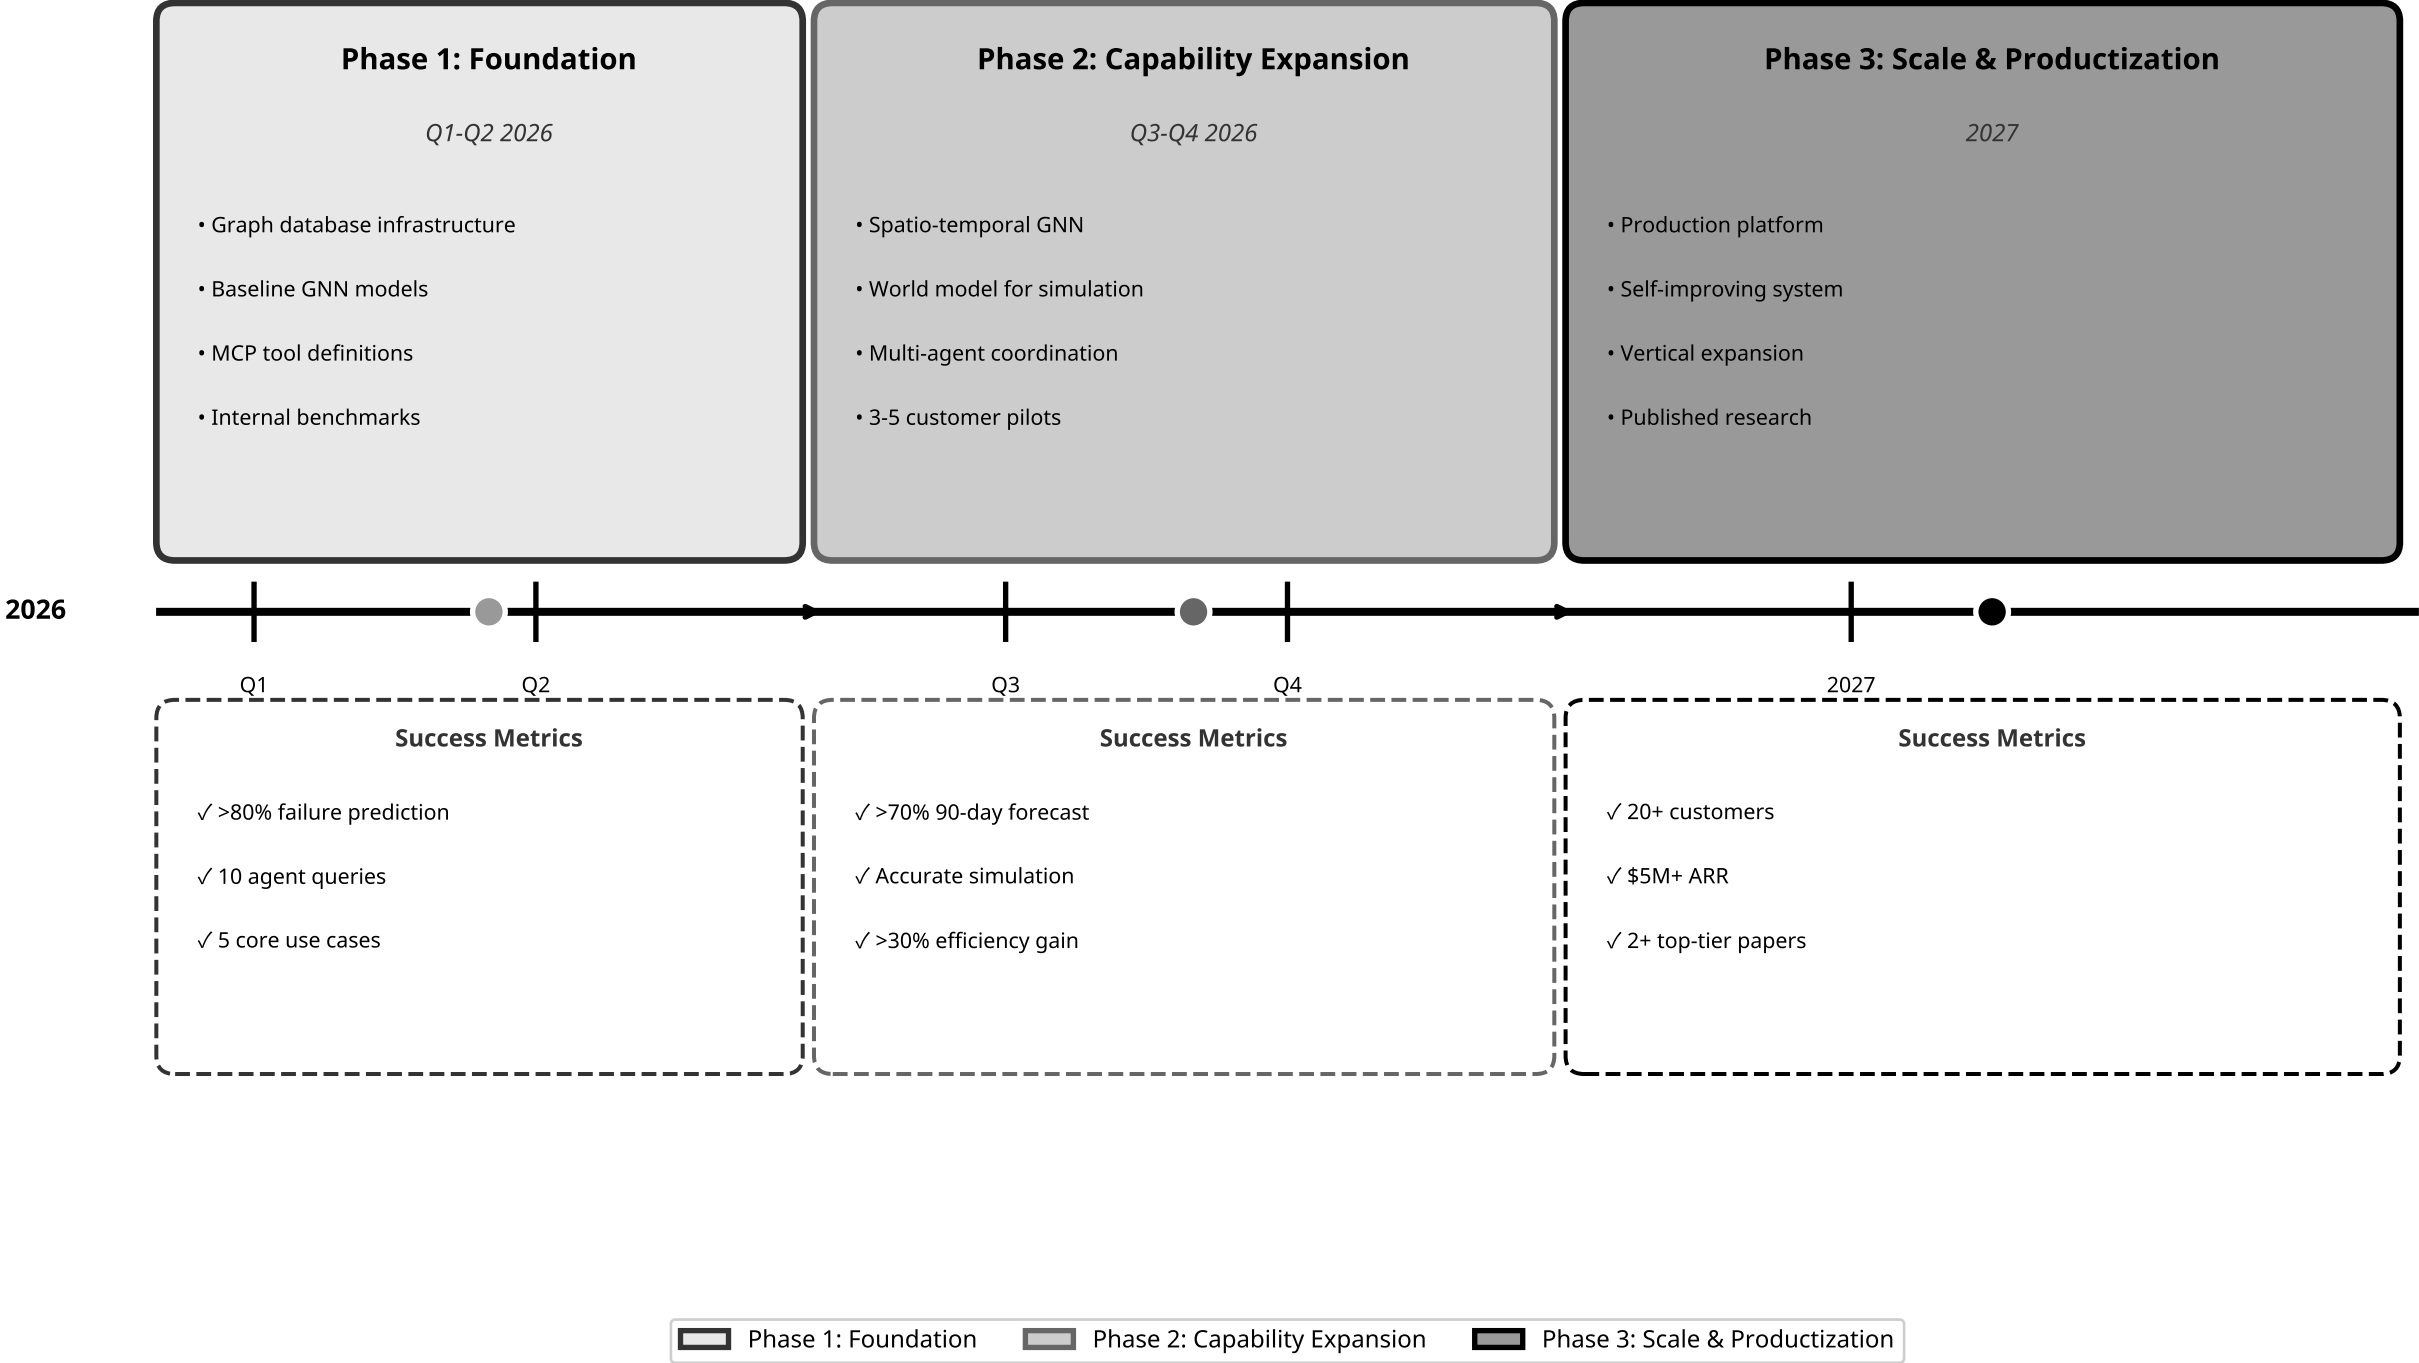 Phase 1: Foundation
Q1-Q2 2026
• Graph database infrastructure
• Baseline GNN models
• MCP tool definitions
• Internal benchmarks
Phase 2: Capability Expansion
Q3-Q4 2026
• Spatio-temporal GNN
• World model for simulation
• Multi-agent coordination
• 3-5 customer pilots
Phase 3: Scale & Productization
2027
• Production platform
• Self-improving system
• Vertical expansion
• Published research
2026
Q1
Q2
Q3
Q4
2027
Success Metrics
✓ >80% failure prediction
✓ 10 agent queries
✓ 5 core use cases
Success Metrics
✓ >70% 90-day forecast
✓ Accurate simulation
✓ >30% efficiency gain
Success Metrics
✓ 20+ customers
✓ $5M+ ARR
✓ 2+ top-tier papers
Phase 1: Foundation
Phase 2: Capability Expansion
Phase 3: Scale & Productization